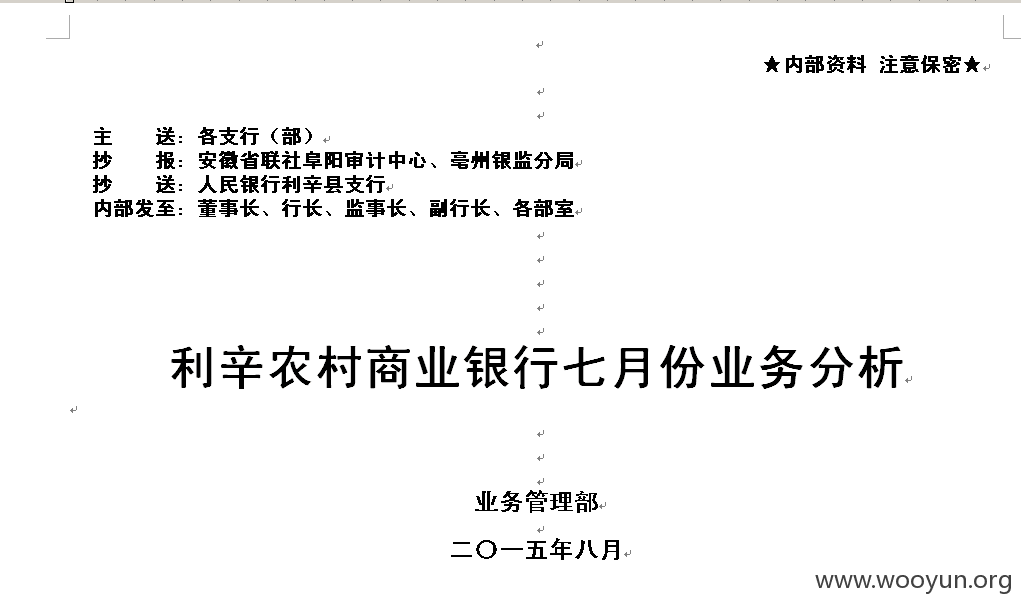 ★内部资料 注意保密★
主 送：各支行（部）
抄 报：安徽省联社阜阳审计中心、亳州银监分局
抄 送：人民银行利辛县支行
内部发至：董事长、行长、监事长、副行长、各部室
利辛农村商业银行七月份业务分析
业务管理部
二〇一五年八月
www.wooyun.org